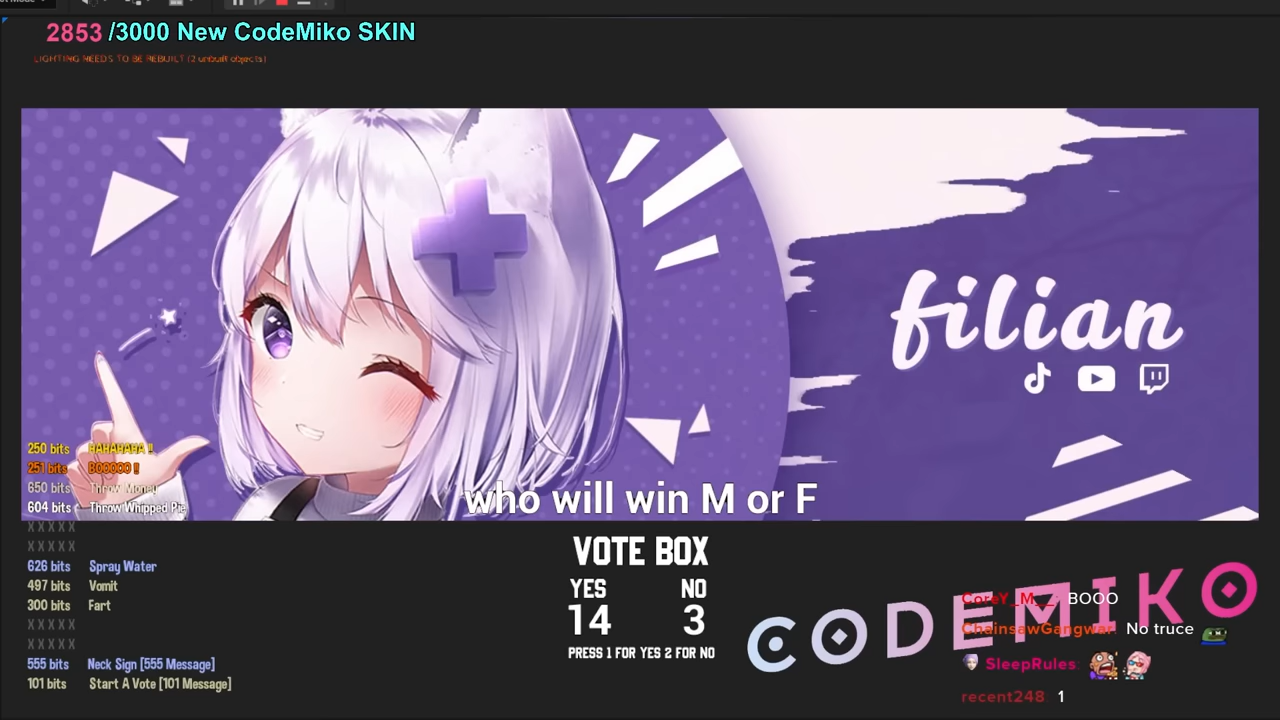 2853 /3000 New CodeMiko SKIN
LIGHTING NEEDS TO BE REBUILT (2 unbuilt objects)
filian
250 bits HAHAHAHA !!
251 bits BOOOOO !!
650 bits Throw Money
604 bits Throw Whipped Pie
who will win M or F
X X X X X
X X X X X
626 bits Spray Water
497 bits Vomit
300 bits Fart
X X X X X
X X X X X
555 bits Neck Sign [555 Message]
101 bits Start A Vote [101 Message]
VOTE BOX
YES NO
14 3
PRESS 1 FOR YES 2 FOR NO
CODEMIKO
CoreY_M__: BOOO
ChainsawGangwar: No truce
SleepRules:
recent248: 1